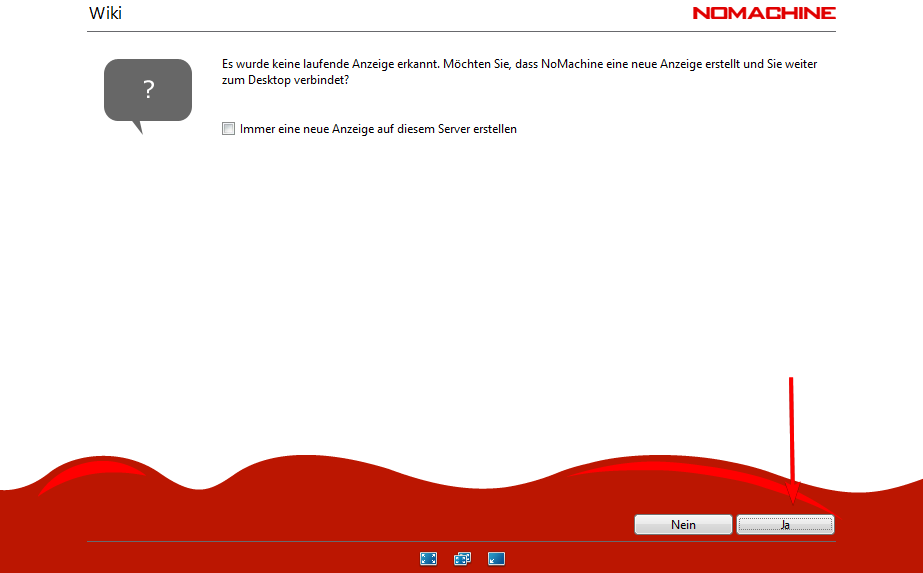 Wiki
NOMACHINE
?
Es wurde keine laufende Anzeige erkannt. Möchten Sie, dass NoMachine eine neue Anzeige erstellt und Sie weiter
zum Desktop verbindet?
Immer eine neue Anzeige auf diesem Server erstellen
Nein
Ja